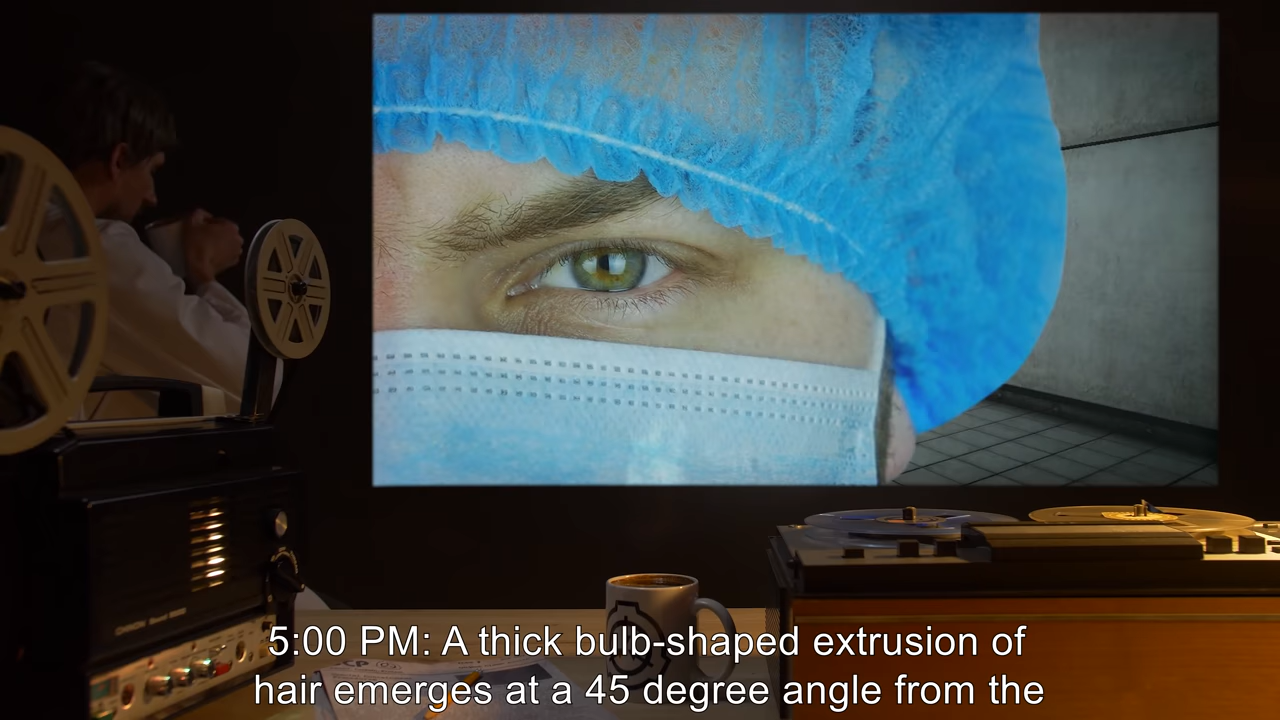 5:00 PM: A thick bulb-shaped extrusion of
hair emerges at a 45 degree angle from the